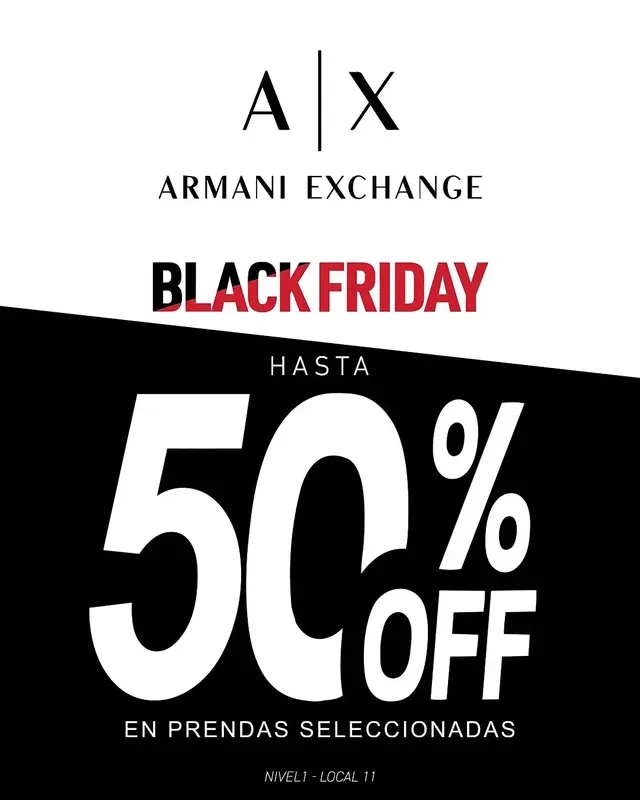 A|X
ARMANI EXCHANGE
BLACK FRIDAY
HASTA
50%
OFF
EN PRENDAS SELECCIONADAS
NIVEL1 - LOCAL 11